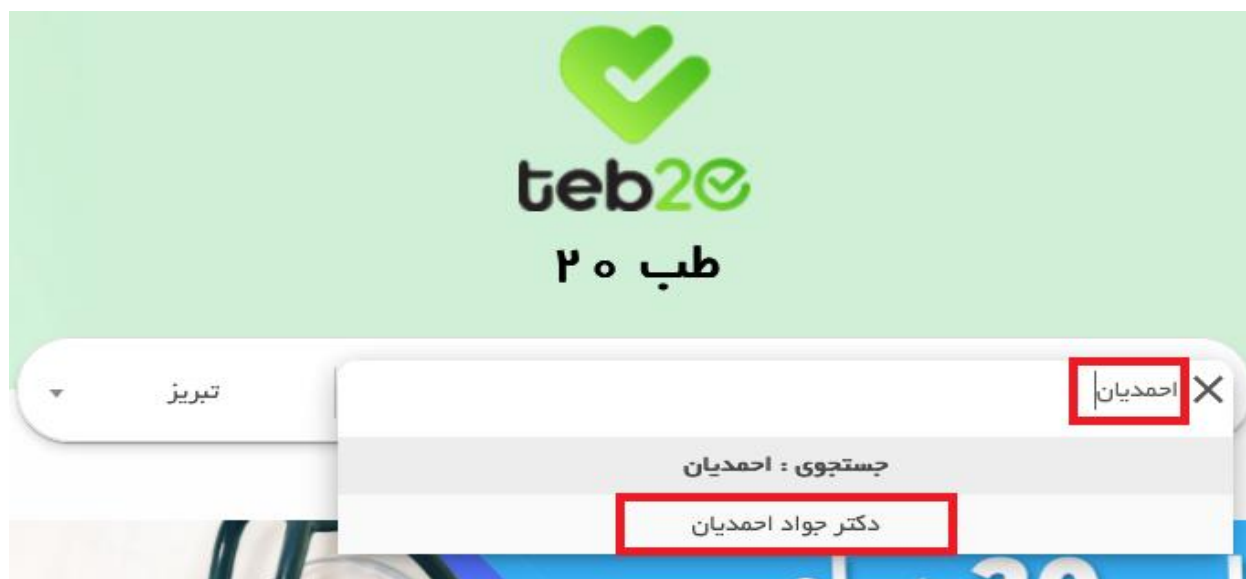 teb20
طب ۲۰
احمدیان
تبریز
جستجوی : احمدیان
دکتر جواد احمدیان